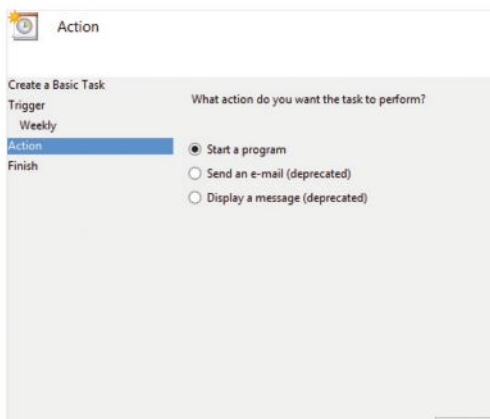 Action
Create a Basic Task
Trigger
Weekly
Action
Finish
What action do you want the task to perform?
Start a program
Send an e-mail (deprecated)
Display a message (deprecated)